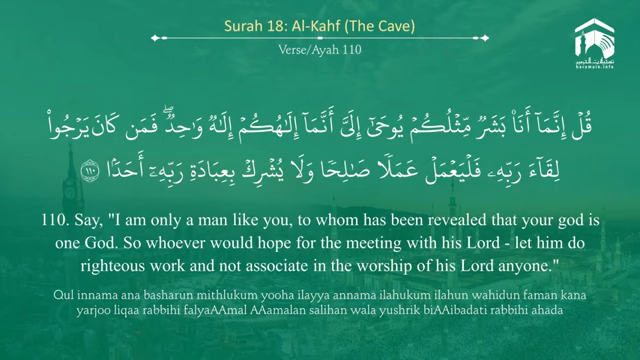 Surah 18: Al-Kahf (The Cave)
Verse/Ayah 110
haramain.info
قُلۡ إِنَّمَآ أَنَا۠ بَشَرٞ مِّثۡلُكُمۡ يُوحَىٰٓ إِلَيَّ أَنَّمَآ إِلَٰهُكُمۡ إِلَٰهٞ وَٰحِدٞۖ فَمَن كَانَ يَرۡجُواْ
لِقَآءَ رَبِّهِۦ فَلۡيَعۡمَلۡ عَمَلٗا صَٰلِحٗا وَلَا يُشۡرِكۡ بِعِبَادَةِ رَبِّهِۦٓ أَحَدَۢا ١١٠
110. Say, "I am only a man like you, to whom has been revealed that your god is
one God. So whoever would hope for the meeting with his Lord - let him do
righteous work and not associate in the worship of his Lord anyone."
Qul innama ana basharun mithlukum yooha ilayya annama ilahukum ilahun wahidun faman kana
yarjoo liqaa rabbihi falyaAAmal AAamalan salihan wala yushrik biAAibadati rabbihi ahada